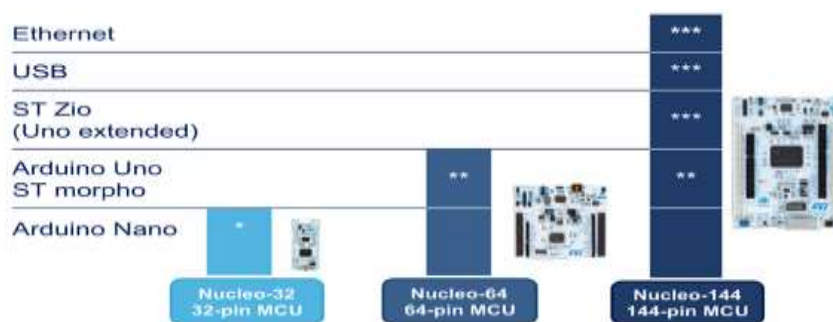 Ethernet
***
USB
***
ST Zio
(Uno extended)
***
Arduino Uno
ST morpho
**
**
Arduino Nano
*
Nucleo-32
32-pin MCU
Nucleo-64
64-pin MCU
Nucleo-144
144-pin MCU